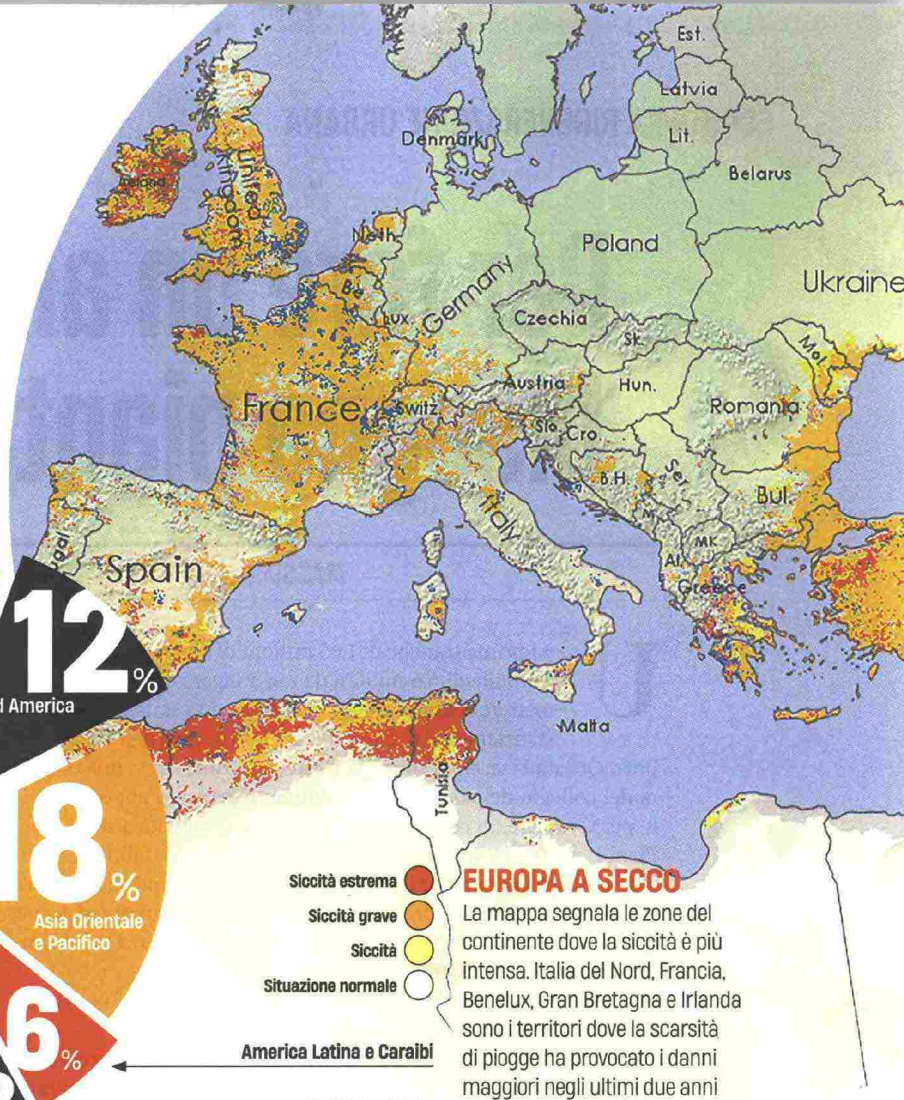 Est.
Latvia
Lit.
Denmark
Belarus
Ireland
United
Kingdom
Neth.
Poland
Ukraine
Be.
Germany
Lux.
Czechia
Sk.
Mol.
Austria
Hun.
France
Switz.
Slo.
Cro.
Romania
B.H.
Ser.
Italy
Bul.
MK
Al.
Spain
Greece
12%
d America
Malta
Tunisia
8%
Asia Orientale
e Pacifico
6%
America Latina e Caraibi
Siccità estrema
Siccità grave
Siccità
Situazione normale
EUROPA A SECCO
La mappa segnala le zone del
continente dove la siccità è più
intensa. Italia del Nord, Francia,
Benelux, Gran Bretagna e Irlanda
sono i territori dove la scarsità
di piogge ha provocato i danni
maggiori negli ultimi due anni